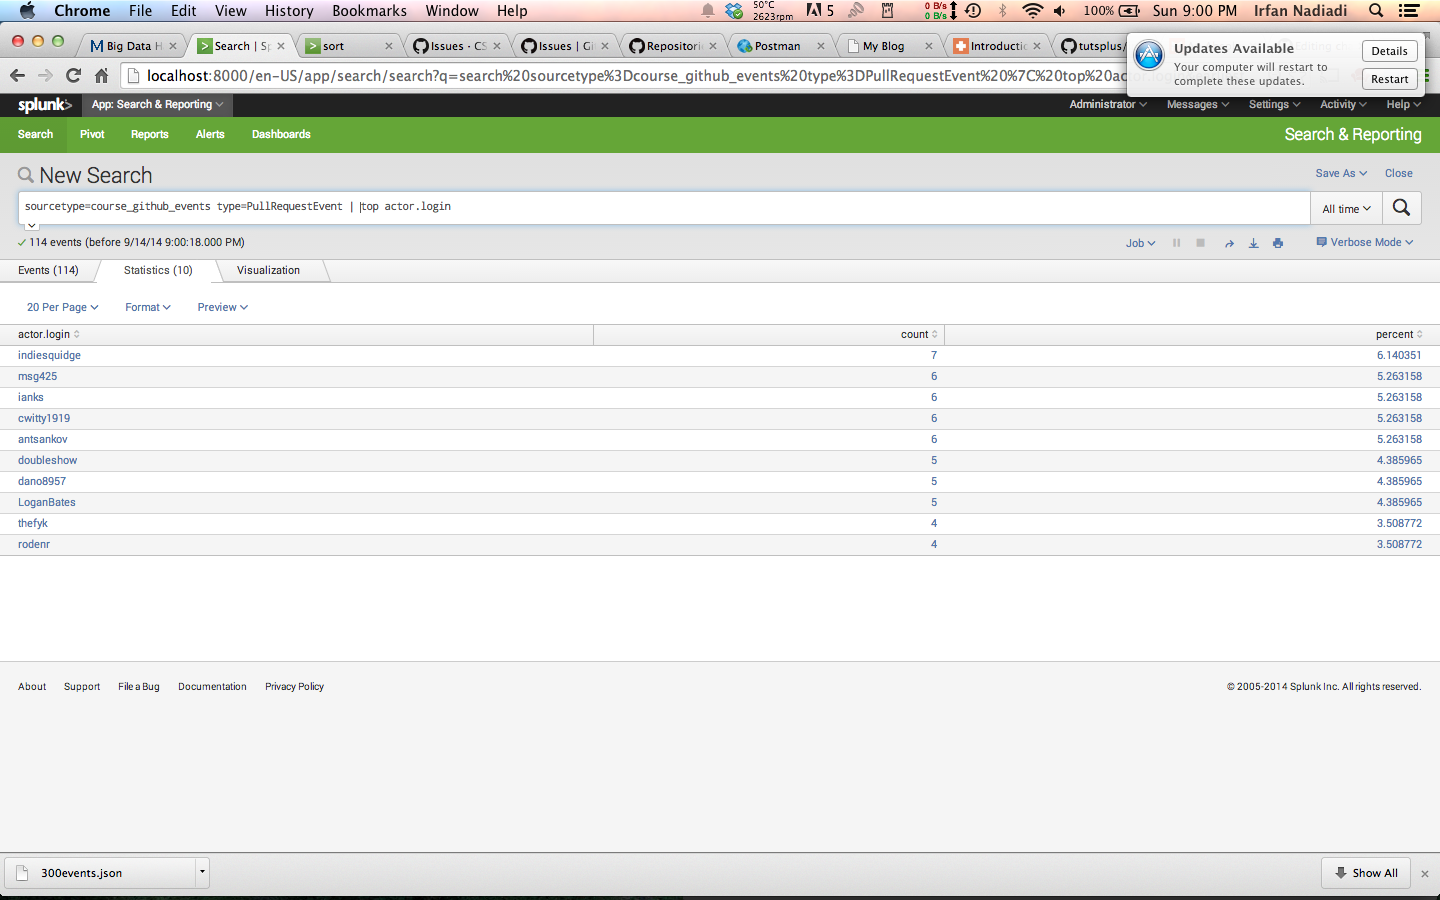 Chrome File Edit View History Bookmarks Window Help 50°C 2623rpm 5 0 B/s 0 B/s 100% Sun 9:00 PM Irfan Nadiadi
Big Data H Search | Sp sort Issues · CS Issues | Gi Repositori Postman My Blog Introductio tutsplus/
localhost:8000/en-US/app/search/search?q=search%20sourcetype%3Dcourse_github_events%20type%3DPullRequestEvent%20%7C%20top%20
Updates Available
Your computer will restart to
complete these updates.
Details
Restart
splunk> App: Search & Reporting Administrator Messages Settings Activity Help
Search Pivot Reports Alerts Dashboards Search & Reporting
New Search Save As Close
sourcetype=course_github_events type=PullRequestEvent | top actor.login All time
114 events (before 9/14/14 9:00:18.000 PM) Job Verbose Mode
Events (114) Statistics (10) Visualization
20 Per Page Format Preview
actor.login count percent
indiesquidge 7 6.140351
msg425 6 5.263158
ianks 6 5.263158
cwitty1919 6 5.263158
antsankov 6 5.263158
doubleshow 5 4.385965
dano8957 5 4.385965
LoganBates 5 4.385965
thefyk 4 3.508772
rodenr 4 3.508772
About Support File a Bug Documentation Privacy Policy © 2005-2014 Splunk Inc. All rights reserved.
300events.json Show All